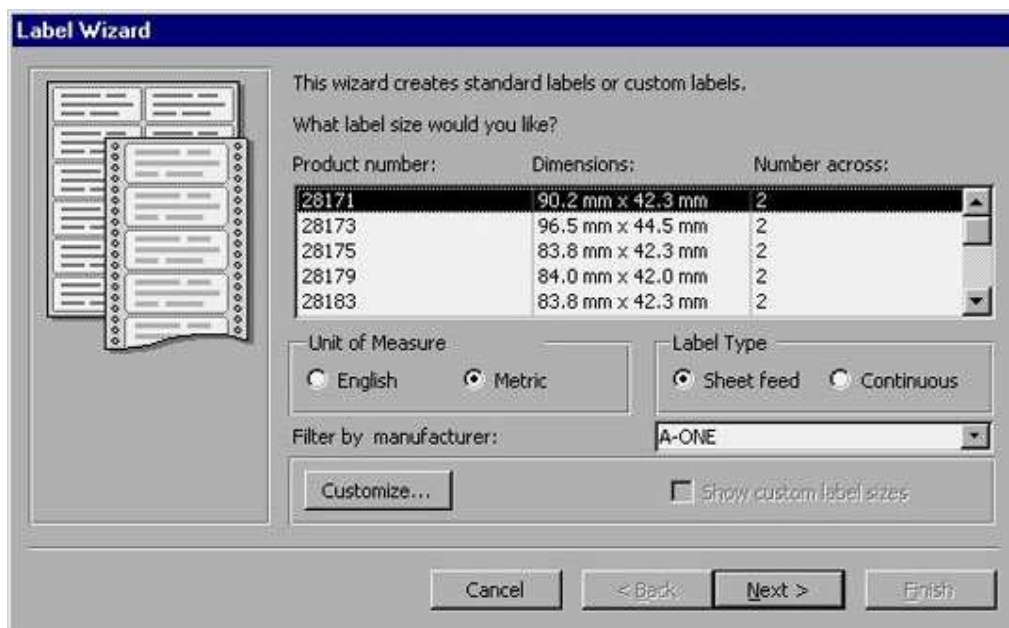 Label Wizard
This wizard creates standard labels or custom labels.
What label size would you like?
Product number: Dimensions: Number across:
28171 90.2 mm x 42.3 mm 2
28173 96.5 mm x 44.5 mm 2
28175 83.8 mm x 42.3 mm 2
28179 84.0 mm x 42.0 mm 2
28183 83.8 mm x 42.3 mm 2
Unit of Measure Label Type
English Metric Sheet feed Continuous
Filter by manufacturer: A-ONE
Customize... Show custom label sizes
Cancel < Back Next > Finish